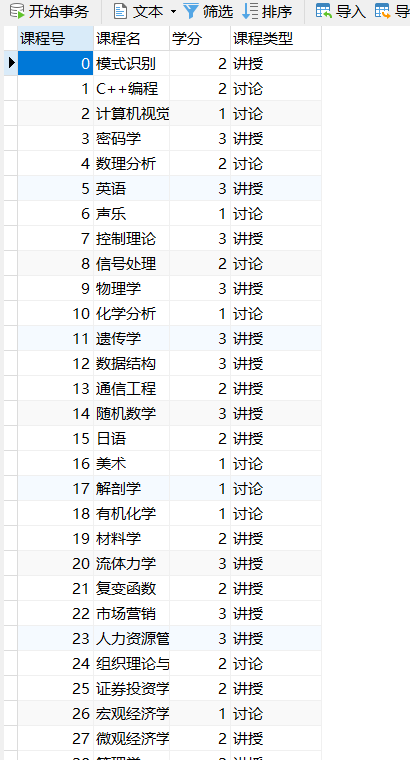 开始事务 文本 筛选 排序 导入
课程号 课程名 学分 课程类型
0 模式识别 2 讲授
1 C++编程 2 讨论
2 计算机视觉 1 讨论
3 密码学 3 讲授
4 数理分析 2 讨论
5 英语 3 讲授
6 声乐 1 讨论
7 控制理论 3 讲授
8 信号处理 2 讨论
9 物理学 3 讲授
10 化学分析 1 讨论
11 遗传学 3 讲授
12 数据结构 3 讲授
13 通信工程 2 讲授
14 随机数学 3 讲授
15 日语 2 讲授
16 美术 1 讨论
17 解剖学 1 讨论
18 有机化学 1 讨论
19 材料学 2 讲授
20 流体力学 3 讲授
21 复变函数 2 讲授
22 市场营销 3 讲授
23 人力资源管 3 讲授
24 组织理论与 2 讨论
25 证券投资学 2 讲授
26 宏观经济学 1 讨论
27 微观经济学 2 讲授